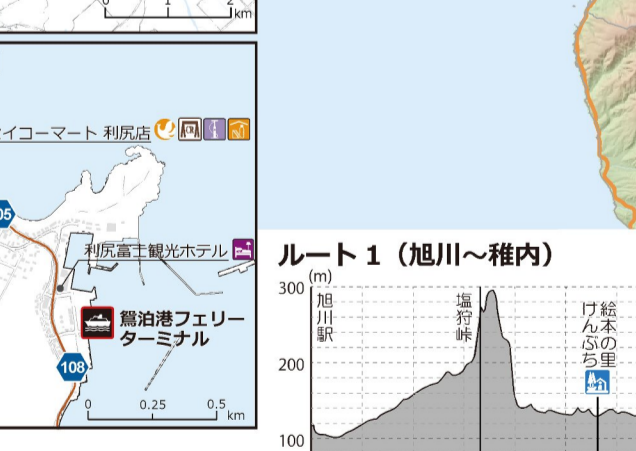 0 1 2
km
イコーマート 利尻店
05
利尻富士観光ホテル
鴛泊港フェリー
ターミナル
108
0 0.25 0.5
km
ルート 1（旭川～稚内）
(m)
300
200
100
旭川駅
塩狩峠
絵本の里
けんぶち